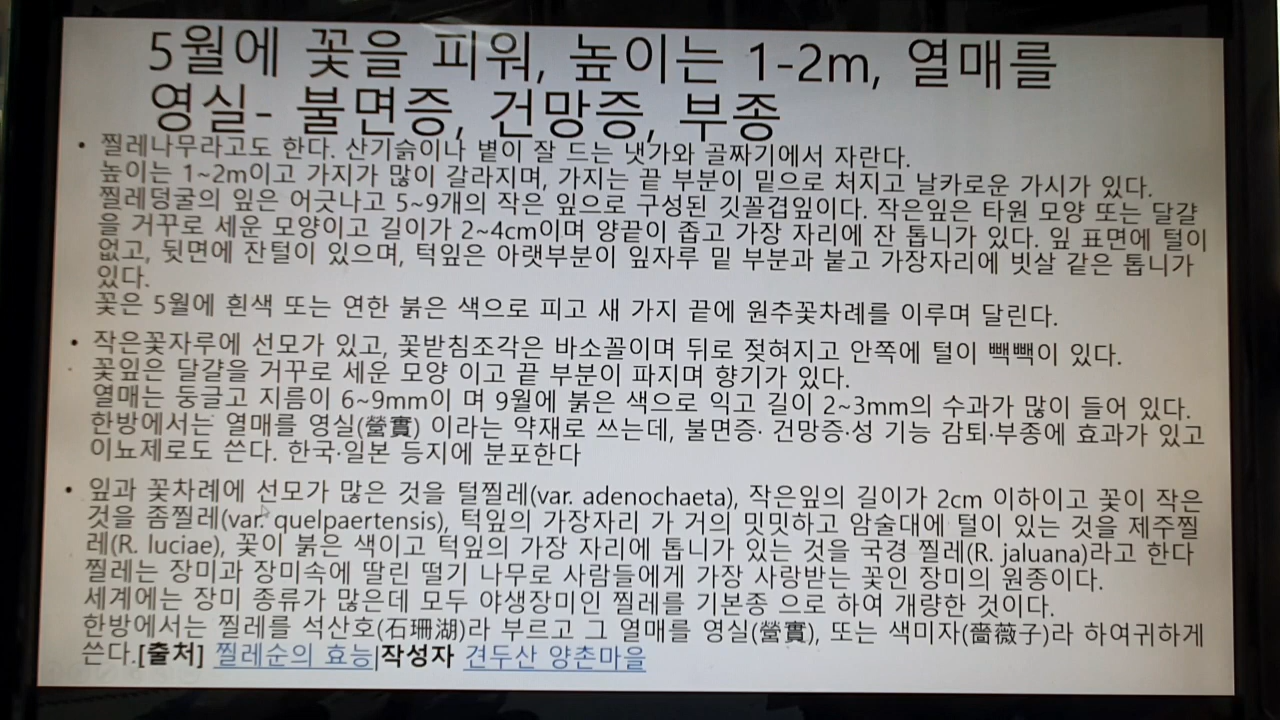 5월에 꽃을 피워, 높이는 1-2m, 열매를
영실- 불면증, 건망증, 부종
• 찔레나무라고도 한다. 산기슭이나 볕이 잘 드는 냇가와 골짜기에서 자란다.
높이는 1~2m이고 가지가 많이 갈라지며, 가지는 끝 부분이 밑으로 처지고 날카로운 가시가 있다.
찔레덩굴의 잎은 어긋나고 5~9개의 작은 잎으로 구성된 깃꼴겹잎이다. 작은잎은 타원 모양 또는 달걀
을 거꾸로 세운 모양이고 길이가 2~4cm이며 양끝이 좁고 가장 자리에 잔 톱니가 있다. 잎 표면에 털이
없고, 뒷면에 잔털이 있으며, 턱잎은 아랫부분이 잎자루 밑 부분과 붙고 가장자리에 빗살 같은 톱니가
있다.
꽃은 5월에 흰색 또는 연한 붉은 색으로 피고 새 가지 끝에 원추꽃차례를 이루며 달린다.
• 작은꽃자루에 선모가 있고, 꽃받침조각은 바소꼴이며 뒤로 젖혀지고 안쪽에 털이 빽빽이 있다.
꽃잎은 달걀을 거꾸로 세운 모양 이고 끝 부분이 파지며 향기가 있다.
열매는 둥글고 지름이 6~9mm이 며 9월에 붉은 색으로 익고 길이 2~3mm의 수과가 많이 들어 있다.
한방에서는 열매를 영실(營實) 이라는 약재로 쓰는데, 불면증· 건망증·성 기능 감퇴·부종에 효과가 있고
이뇨제로도 쓴다. 한국·일본 등지에 분포한다
• 잎과 꽃차례에 선모가 많은 것을 털찔레(var. adenochaeta), 작은잎의 길이가 2cm 이하이고 꽃이 작은
것을 좀찔레(var. quelpaertensis), 턱잎의 가장자리 가 거의 밋밋하고 암술대에 털이 있는 것을 제주찔
레(R. luciae), 꽃이 붉은 색이고 턱잎의 가장 자리에 톱니가 있는 것을 국경 찔레(R. jaluana)라고 한다
찔레는 장미과 장미속에 딸린 떨기 나무로 사람들에게 가장 사랑받는 꽃인 장미의 원종이다.
세계에는 장미 종류가 많은데 모두 야생장미인 찔레를 기본종 으로 하여 개량한 것이다.
한방에서는 찔레를 석산호(石珊湖)라 부르고 그 열매를 영실(營實), 또는 색미자(薔薇子)라 하여귀하게
쓴다.[출처] 찔레순의 효능|작성자 견두산 양촌마을